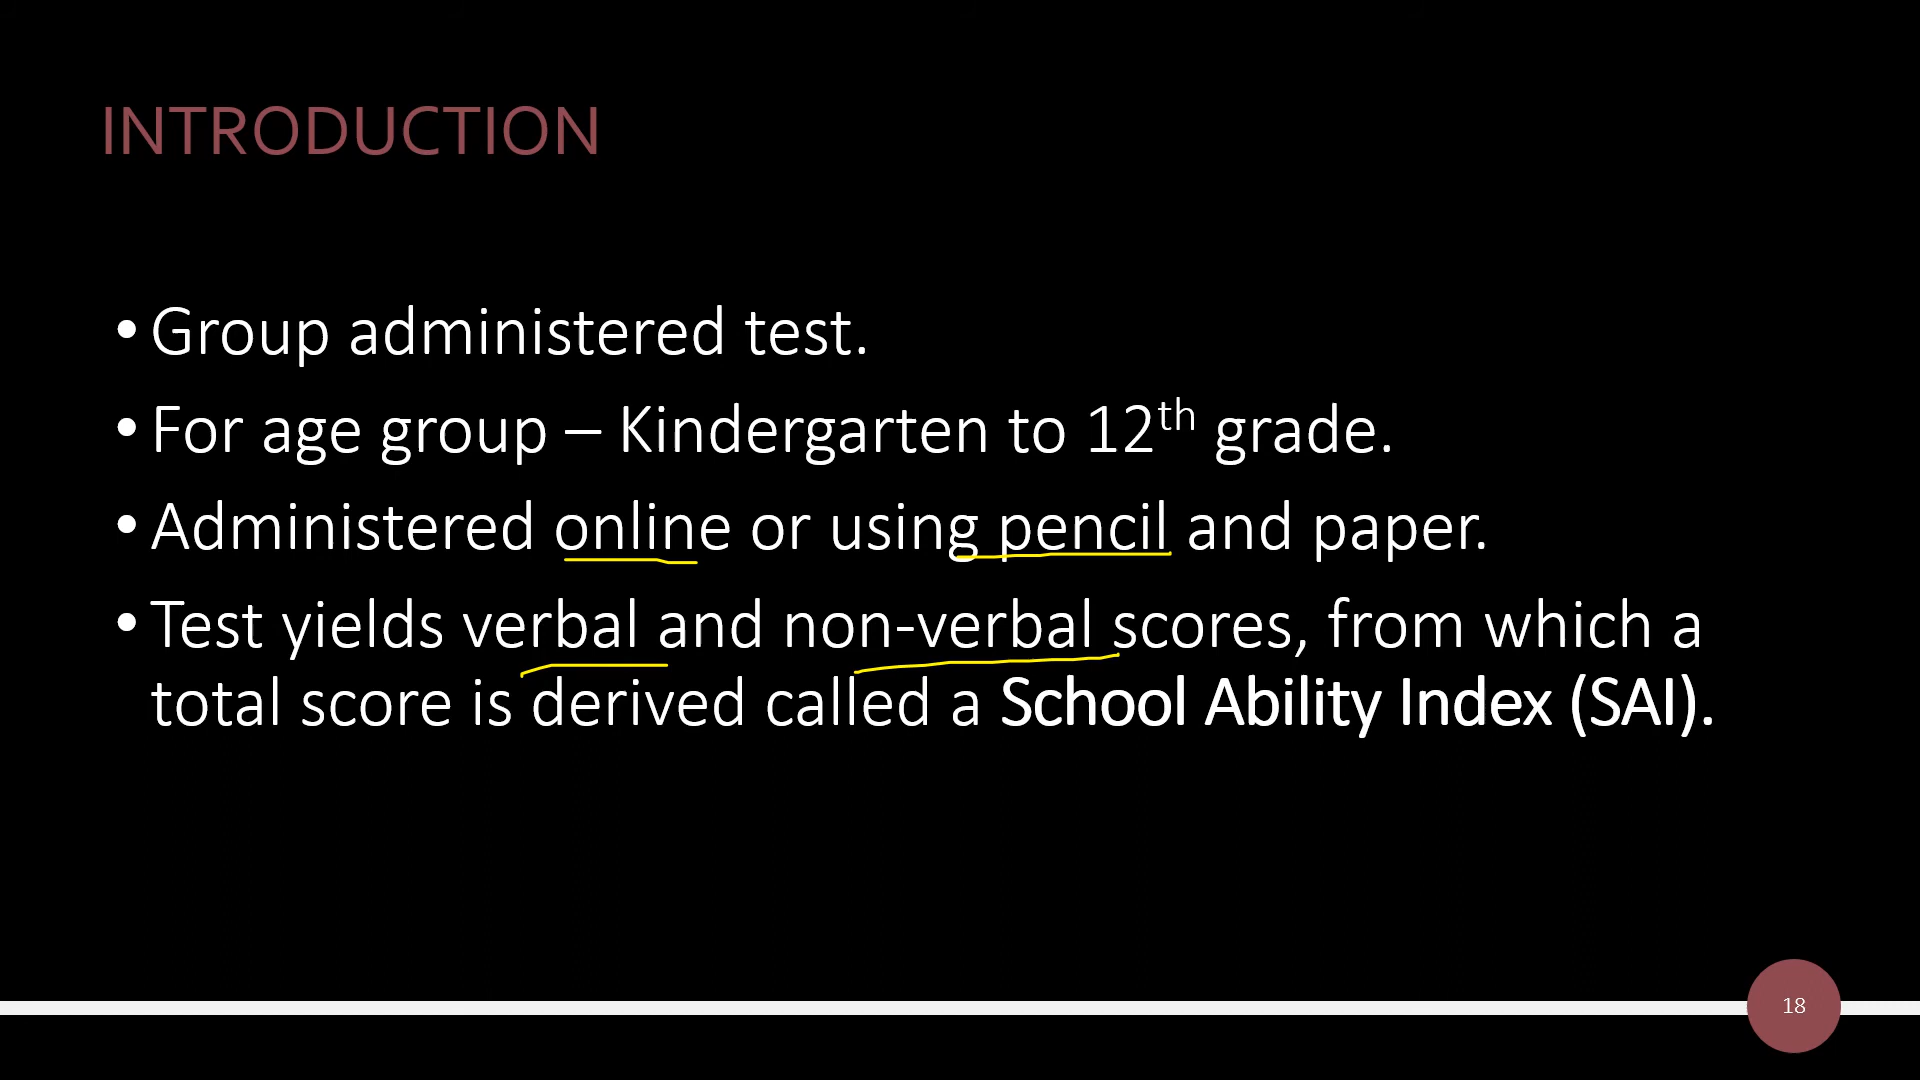 INTRODUCTION
• Group administered test.
• For age group – Kindergarten to 12th grade.
• Administered online or using pencil and paper.
• Test yields verbal and non-verbal scores, from which a
total score is derived called a School Ability Index (SAI).
18